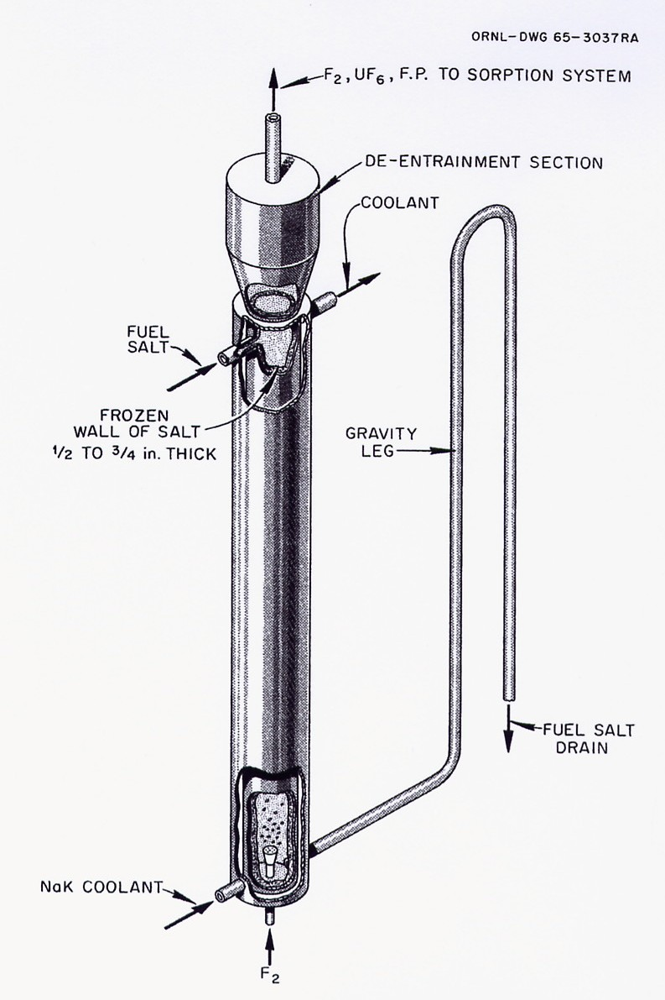 ORNL-DWG 65-3037RA
F2, UF6, F.P. TO SORPTION SYSTEM
DE-ENTRAINMENT SECTION
COOLANT
FUEL
SALT
FROZEN
WALL OF SALT
1/2 TO 3/4 in. THICK
GRAVITY
LEG
FUEL SALT
DRAIN
NaK COOLANT
F2